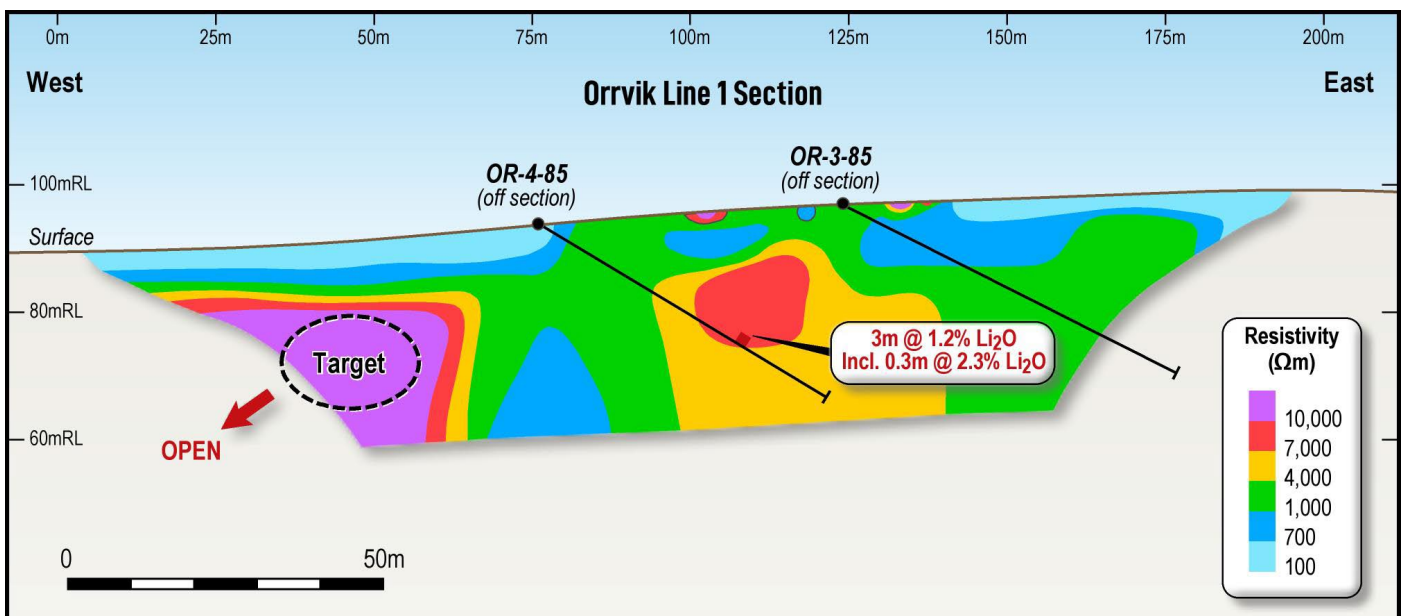 0m 25m 50m 75m 100m 125m 150m 175m 200m
West
East
Orrvik Line 1 Section
OR-4-85
(off section)
OR-3-85
(off section)
100mRL
Surface
80mRL
60mRL
Target
OPEN
3m @ 1.2% Li₂O
Incl. 0.3m @ 2.3% Li₂O
Resistivity
(Ωm)
10,000
7,000
4,000
1,000
700
100
0 50m